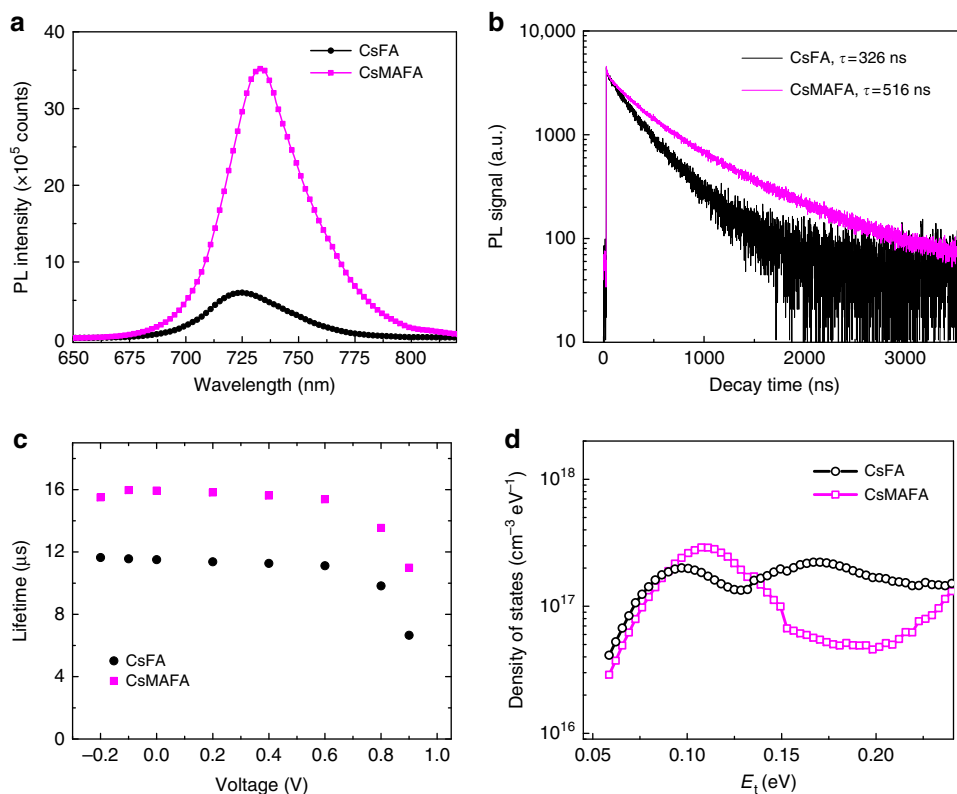 a
40
30
20
10
0
650 675 700 725 750 775 800
PL intensity (×10⁵ counts)
Wavelength (nm)
CsFA
CsMAFA
b
10,000
1000
100
10
0 1000 2000 3000
PL signal (a.u.)
Decay time (ns)
CsFA, τ=326 ns
CsMAFA, τ=516 ns
c
16
12
8
4
0
−0.2 0.0 0.2 0.4 0.6 0.8 1.0
Lifetime (μs)
Voltage (V)
CsFA
CsMAFA
d
10¹⁸
10¹⁷
10¹⁶
0.05 0.10 0.15 0.20
Density of states (cm⁻³ eV⁻¹)
Eₜ (eV)
CsFA
CsMAFA